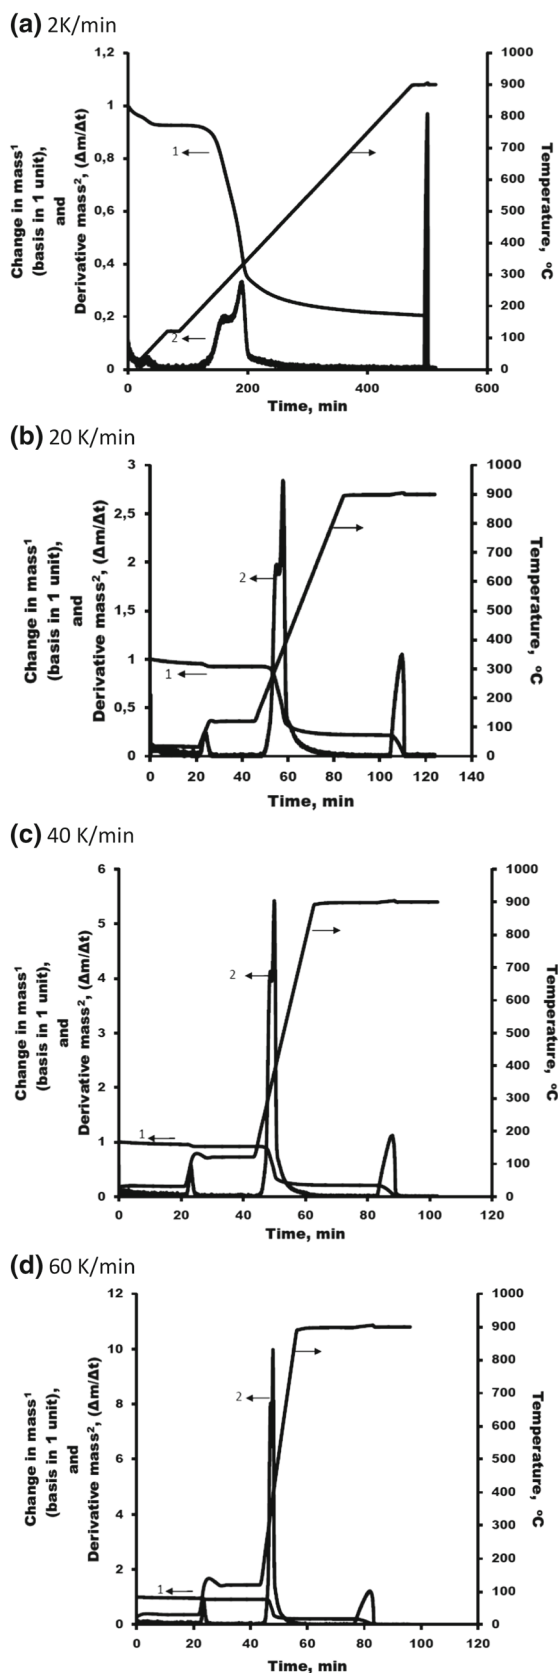 (a) 2K/min
Change in mass¹
(basis in 1 unit),
and
Derivative mass², (Δm/Δt)
1,2
1
0,8
0,6
0,4
0,2
0
1000
900
800
700
600
500
400
300
200
100
0
Temperature, °C
1
2
0 200 400 600
Time, min
(b) 20 K/min
Change in mass¹
(basis in 1 unit),
and
Derivative mass², (Δm/Δt)
3
2,5
2
1,5
1
0,5
0
1000
900
800
700
600
500
400
300
200
100
0
Temperature, °C
2
1
0 20 40 60 80 100 120 140
Time, min
(c) 40 K/min
Change in mass¹
(basis in 1 unit),
and
Derivative mass², (Δm/Δt)
6
5
4
3
2
1
0
1000
900
800
700
600
500
400
300
200
100
0
Temperature, °C
2
1
0 20 40 60 80 100 120
Time, min
(d) 60 K/min
Change in mass¹
(basis in 1 unit),
and
Derivative mass², (Δm/Δt)
12
10
8
6
4
2
0
1000
900
800
700
600
500
400
300
200
100
0
Temperature, °C
2
1
0 20 40 60 80 100 120
Time, min